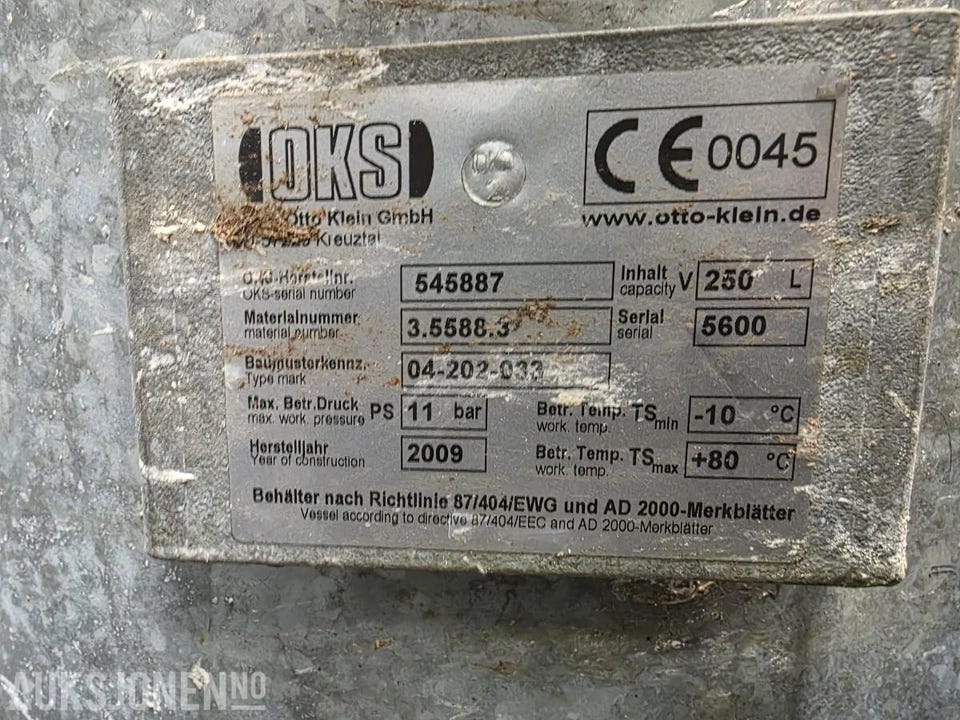 OKS
CE 0045
Otto Klein GmbH
www.otto-klein.de
Kreuztal
OKS-Herstellnr. 545887 Inhalt V 250 L
OKS-serial number capacity
Materialnummer 3.5588.3 Serial 5600
material number serial
Baumusterkennz. 04-202-033
Type mark
Max. Betr.Druck PS 11 bar Betr. Temp. TSmin -10 °C
max. work. pressure work. temp.
Herstelljahr 2009 Betr. Temp. TSmax +80 °C
Year of construction work. temp.
Behälter nach Richtlinie 87/404/EWG und AD 2000-Merkblätter
Vessel according to directive 87/404/EEC and AD 2000-Merkblätter
AUKSJONEN NO